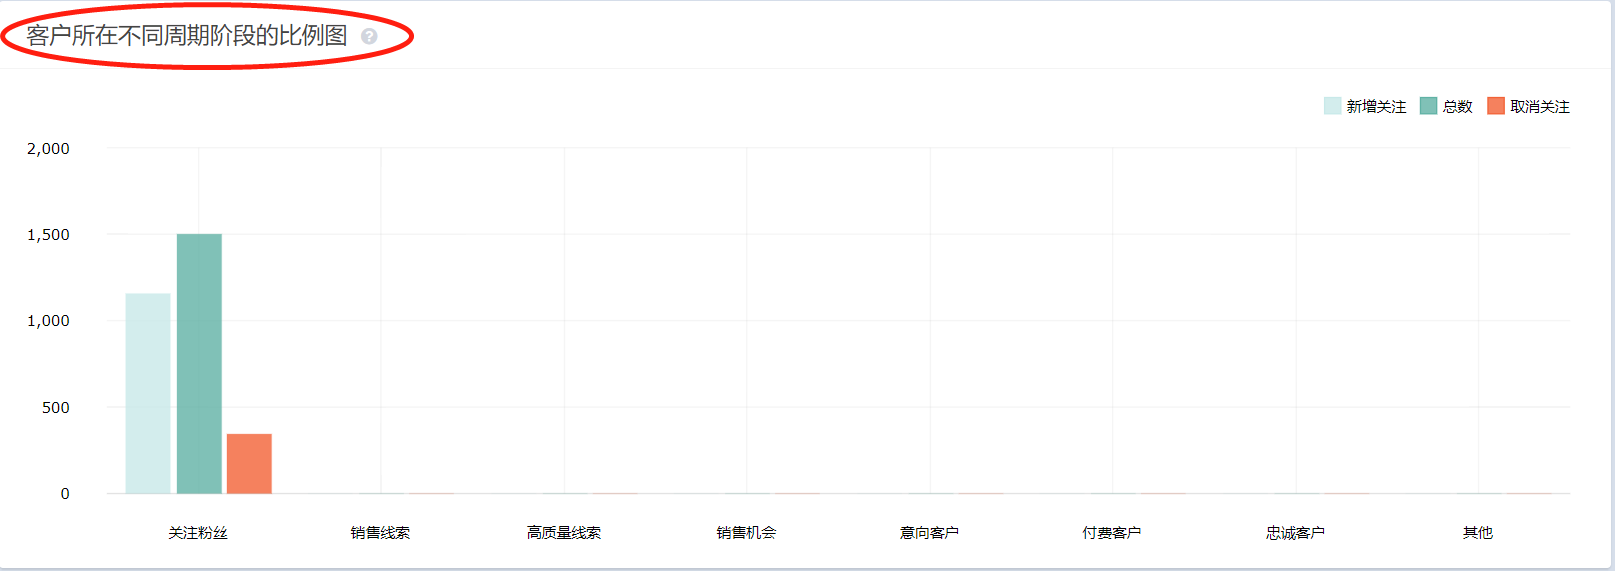 客户所在不同周期阶段的比例图 ?
新增关注 总数 取消关注
2,000
1,500
1,000
500
0
关注粉丝 销售线索 高质量线索 销售机会 意向客户 付费客户 忠诚客户 其他